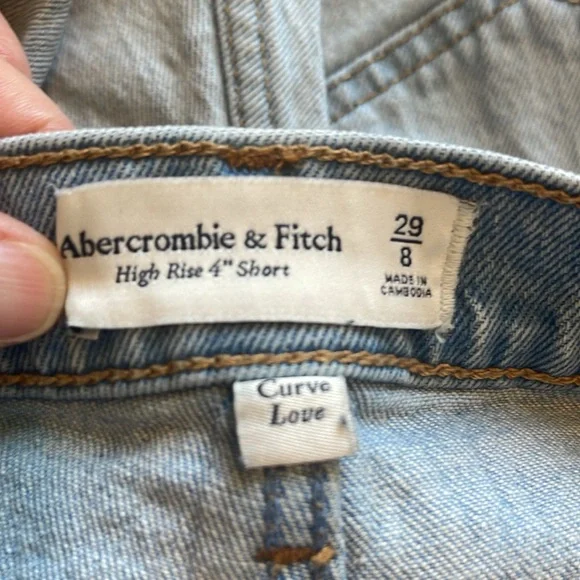 Abercrombie & Fitch
High Rise 4" Short
29
8
MADE IN
CAMBODIA
Curve
Love